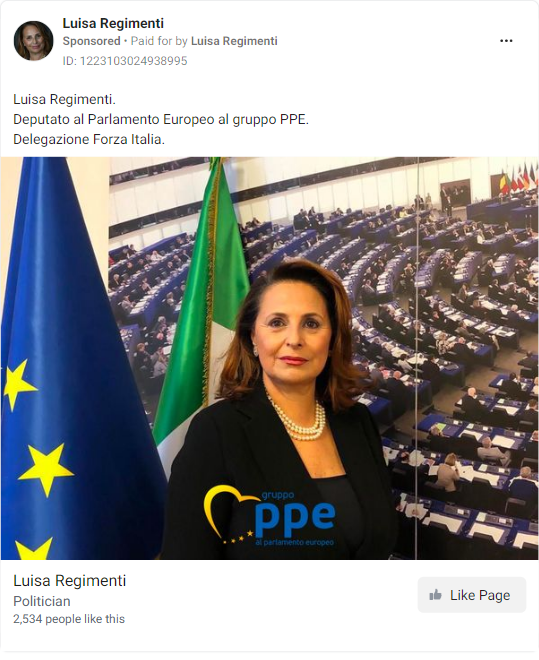 Luisa Regimenti
Sponsored • Paid for by Luisa Regimenti
ID: 1223103024938995
Luisa Regimenti.
Deputato al Parlamento Europeo al gruppo PPE.
Delegazione Forza Italia.
gruppo
ppe
al parlamento europeo
Luisa Regimenti
Politician
2,534 people like this
Like Page